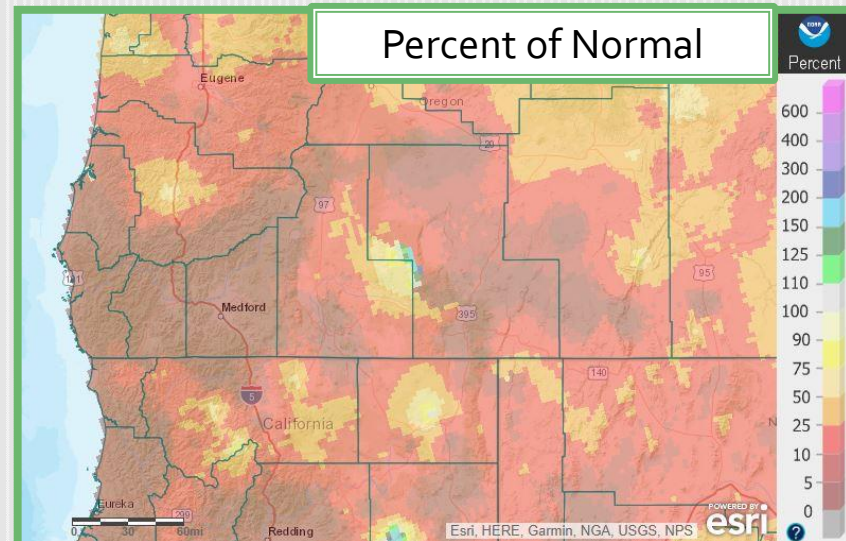 Percent of Normal
NOAA
Percent
600
400
300
200
150
125
110
100
90
75
50
25
10
5
0
Eugene
Oregon
20
97
101
Medford
395
95
140
5
California
Eureka
299
Redding
0
30
60mi
N
Esri, HERE, Garmin, NGA, USGS, NPS
POWERED BY
esri
?